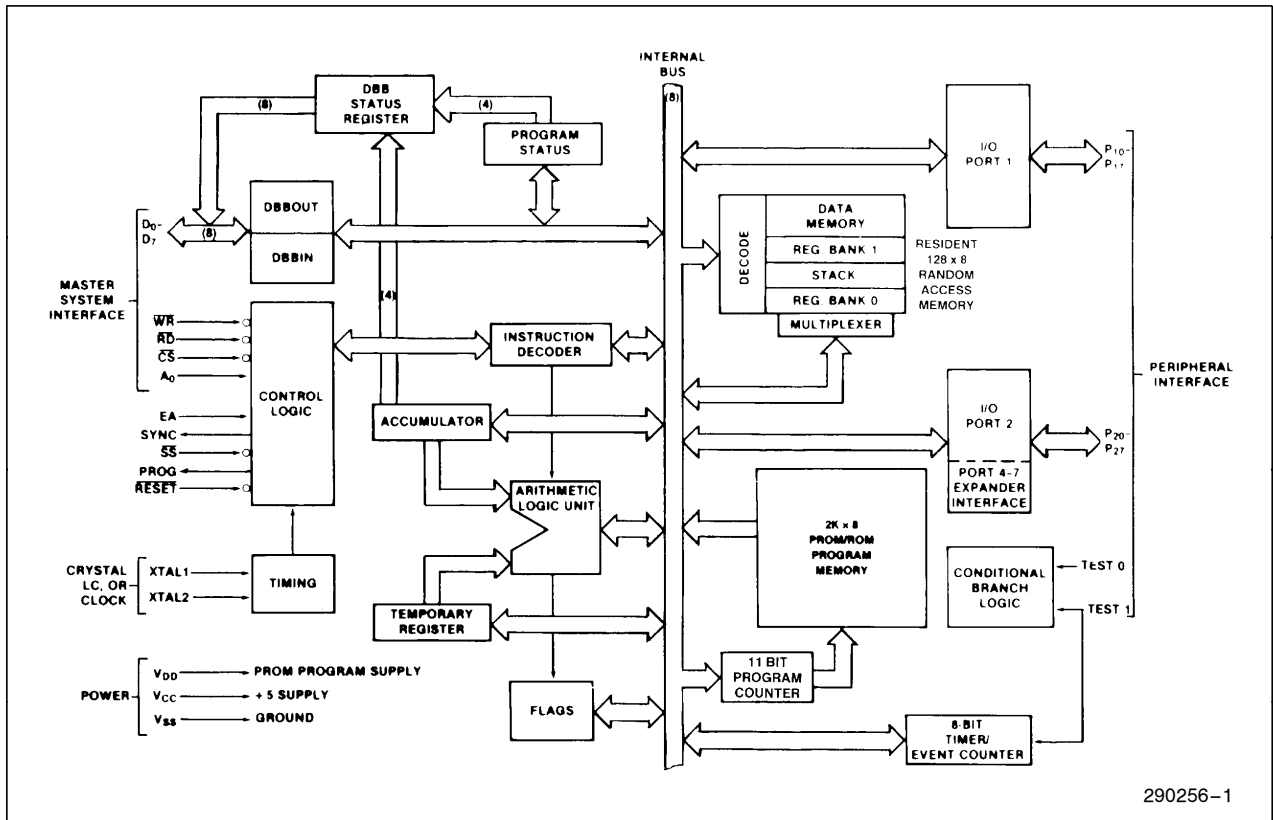 INTERNAL
BUS
(8)
DBB
STATUS
REGISTER
(8)
(4)
PROGRAM
STATUS
I/O
PORT 1
P10-
P17
DBBOUT
DBBIN
D0-
D7
(8)
DECODE
DATA
MEMORY
REG. BANK 1
STACK
REG. BANK 0
MULTIPLEXER
RESIDENT
128 x 8
RANDOM
ACCESS
MEMORY
MASTER
SYSTEM
INTERFACE
(4)
W̅R̅
R̅D̅
C̅S̅
A0
CONTROL
LOGIC
INSTRUCTION
DECODER
PERIPHERAL
INTERFACE
EA
SYNC
S̅S̅
PROG
R̅E̅S̅E̅T̅
ACCUMULATOR
I/O
PORT 2
PORT 4-7
EXPANDER
INTERFACE
P20-
P27
ARITHMETIC
LOGIC UNIT
2K x 8
PROM/ROM
PROGRAM
MEMORY
CRYSTAL
LC, OR
CLOCK
XTAL1
XTAL2
TIMING
CONDITIONAL
BRANCH
LOGIC
TEST 0
TEST 1
TEMPORARY
REGISTER
11 BIT
PROGRAM
COUNTER
POWER
VDD
PROM PROGRAM SUPPLY
VCC
+ 5 SUPPLY
VSS
GROUND
FLAGS
8-BIT
TIMER/
EVENT COUNTER
290256–1